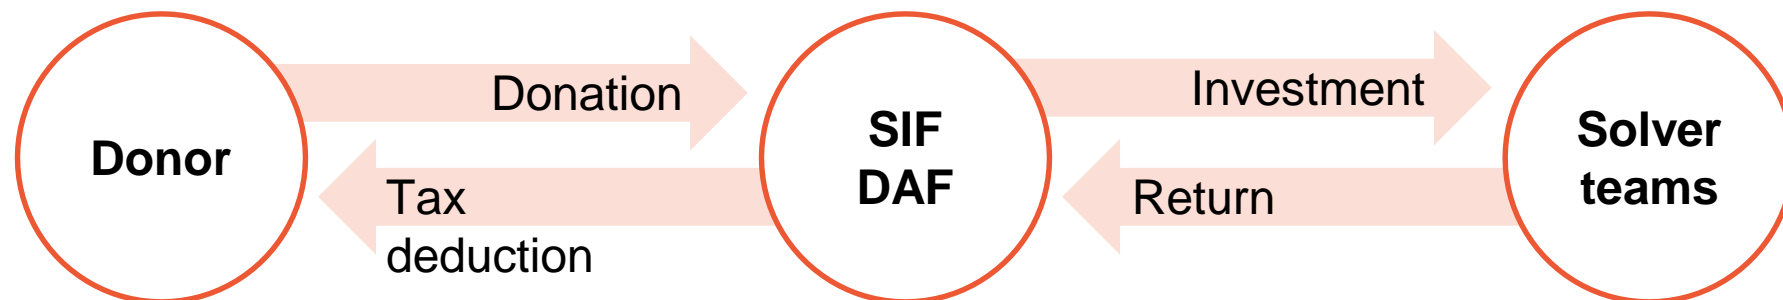 Donor
Donation
Tax
deduction
SIF
DAF
Investment
Return
Solver
teams